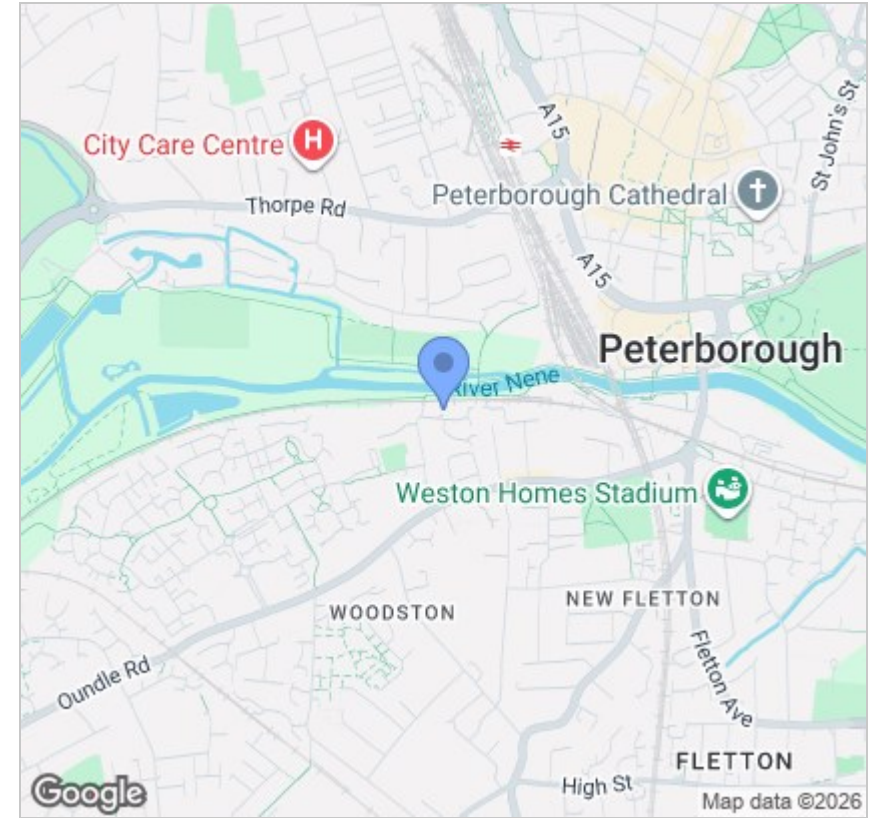 A15
St John's St
City Care Centre
H
Peterborough Cathedral
Thorpe Rd
A15
Peterborough
River Nene
Weston Homes Stadium
WOODSTON
NEW FLETTON
Oundle Rd
Fletton Ave
FLETTON
High St
Google
Map data ©2026